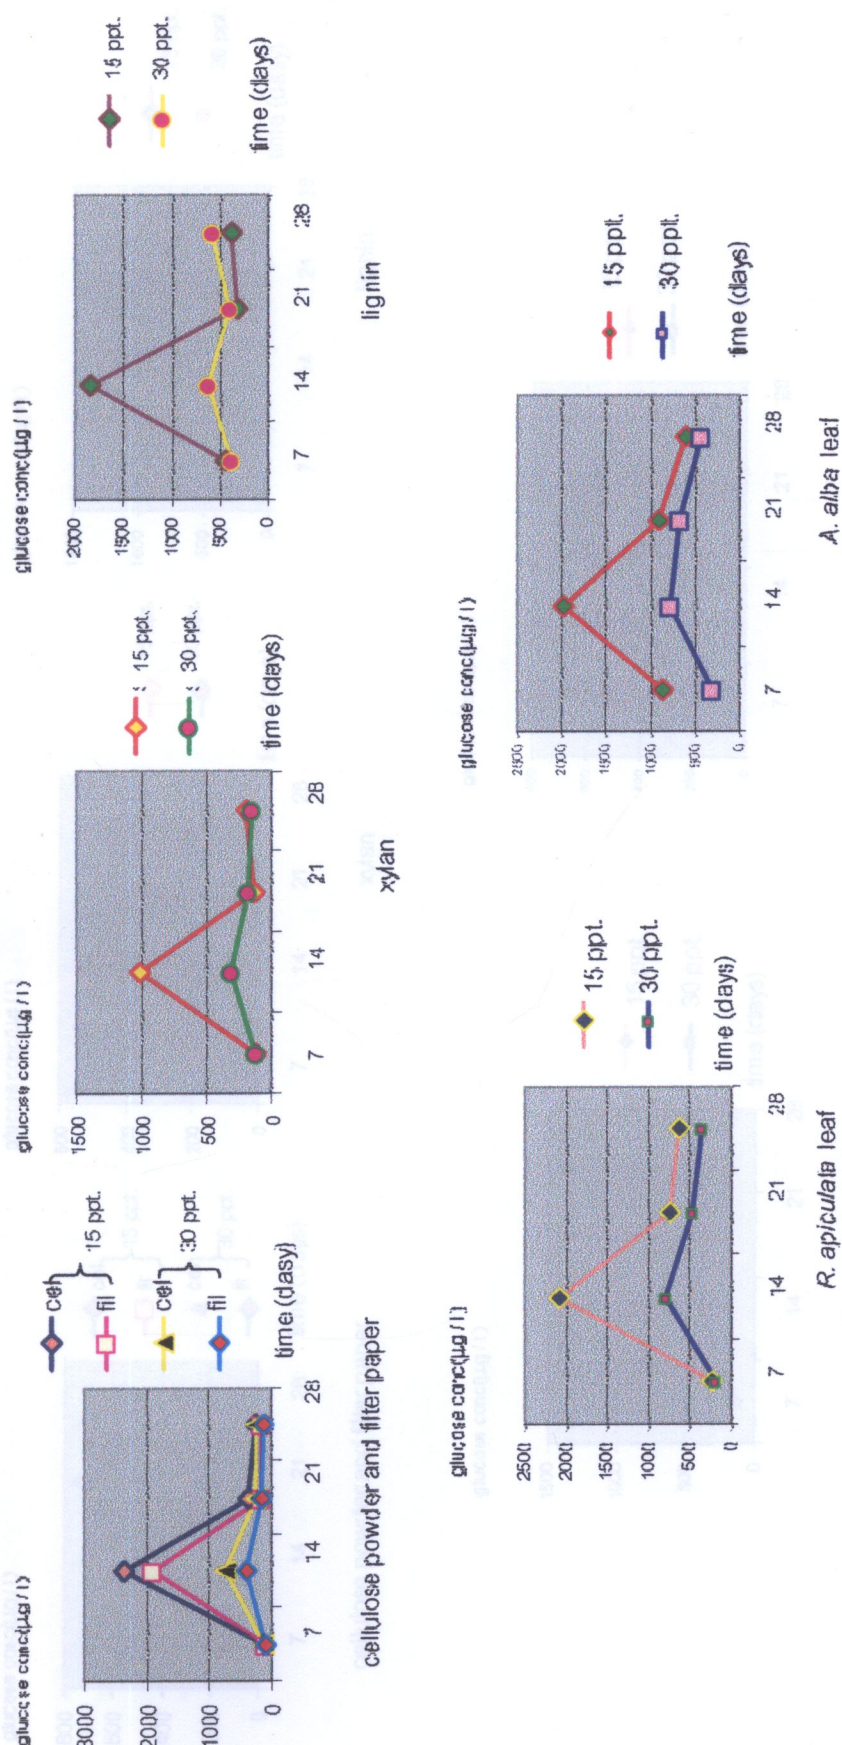 glucose conc(µg / l)
3000
2000
1000
0
7
14
21
28
time (dasy)
cel
fil
15 ppt.
cel
fil
30 ppt.
cellulose powder and filter paper
glucose conc(µg / l)
1500
1000
500
0
7
14
21
28
time (days)
s 15 ppt.
s 30 ppt.
xylan
glucose conc(µg / l)
2000
1500
1000
500
0
7
14
21
28
time (days)
15 ppt.
30 ppt.
lignin
glucose conc(µg / l)
2500
2000
1500
1000
500
0
7
14
21
28
time (days)
15 ppt.
30 ppt.
R. apiculata leaf
glucose conc(µg / l)
2500
2000
1500
1000
500
0
7
14
21
28
time (days)
15 ppt.
30 ppt.
A. alba leaf